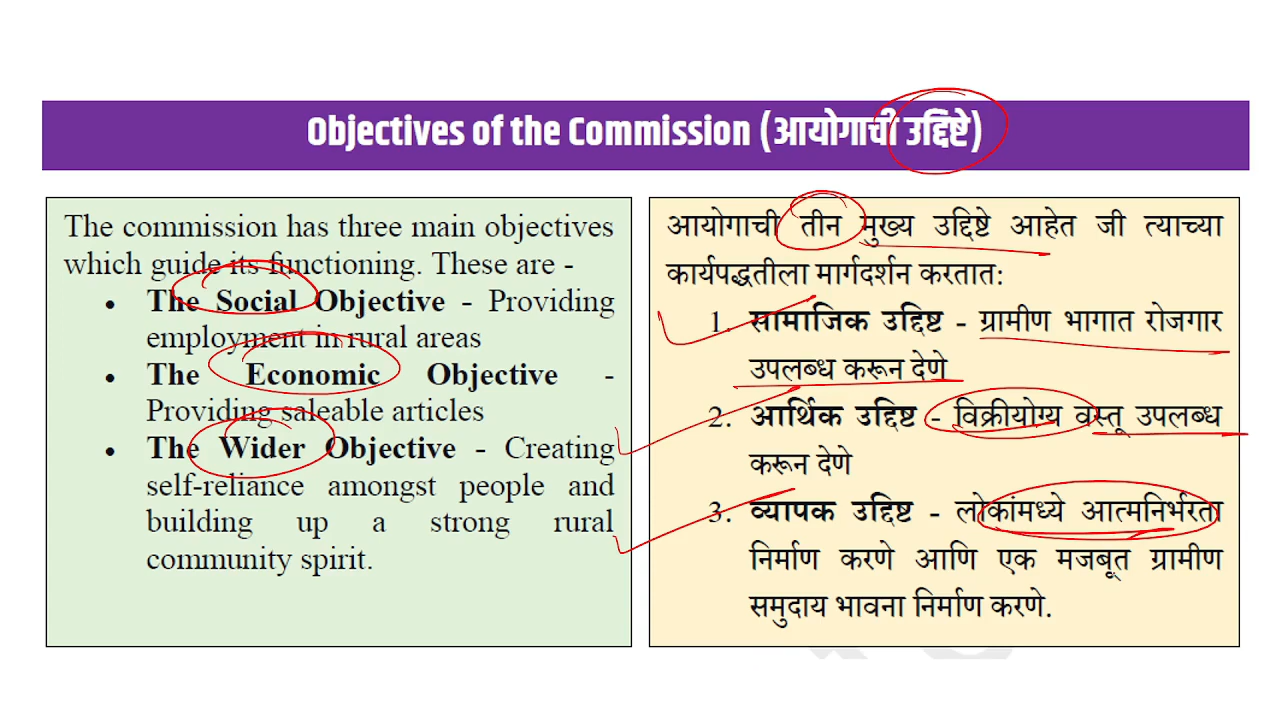 Objectives of the Commission (आयोगाची उद्दिष्टे)
The commission has three main objectives
which guide its functioning. These are -
• The Social Objective - Providing
employment in rural areas
• The Economic Objective -
Providing saleable articles
• The Wider Objective - Creating
self-reliance amongst people and
building up a strong rural
community spirit.
आयोगाची तीन मुख्य उद्दिष्टे आहेत जी त्याच्या
कार्यपद्धतीला मार्गदर्शन करतात:
1. सामाजिक उद्दिष्ट - ग्रामीण भागात रोजगार
उपलब्ध करून देणे
2. आर्थिक उद्दिष्ट - विक्रीयोग्य वस्तू उपलब्ध
करून देणे
3. व्यापक उद्दिष्ट - लोकांमध्ये आत्मनिर्भरता
निर्माण करणे आणि एक मजबूत ग्रामीण
समुदाय भावना निर्माण करणे.